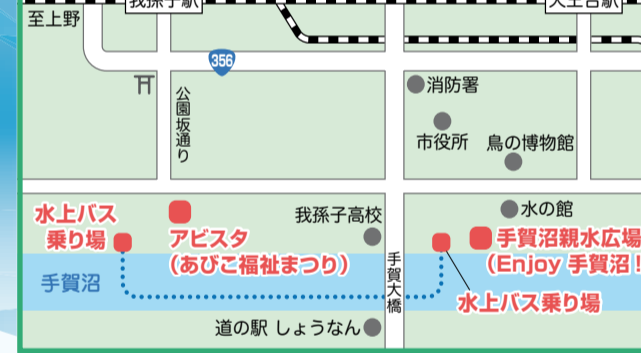 我孫子駅
天王台駅
至上野
356
公園坂通り
消防署
市役所
鳥の博物館
水上バス
乗り場
アビスタ
（あびこ福祉まつり）
我孫子高校
水の館
手賀沼親水広場
（Enjoy 手賀沼！
手賀沼
手賀大橋
水上バス乗り場
道の駅 しょうなん